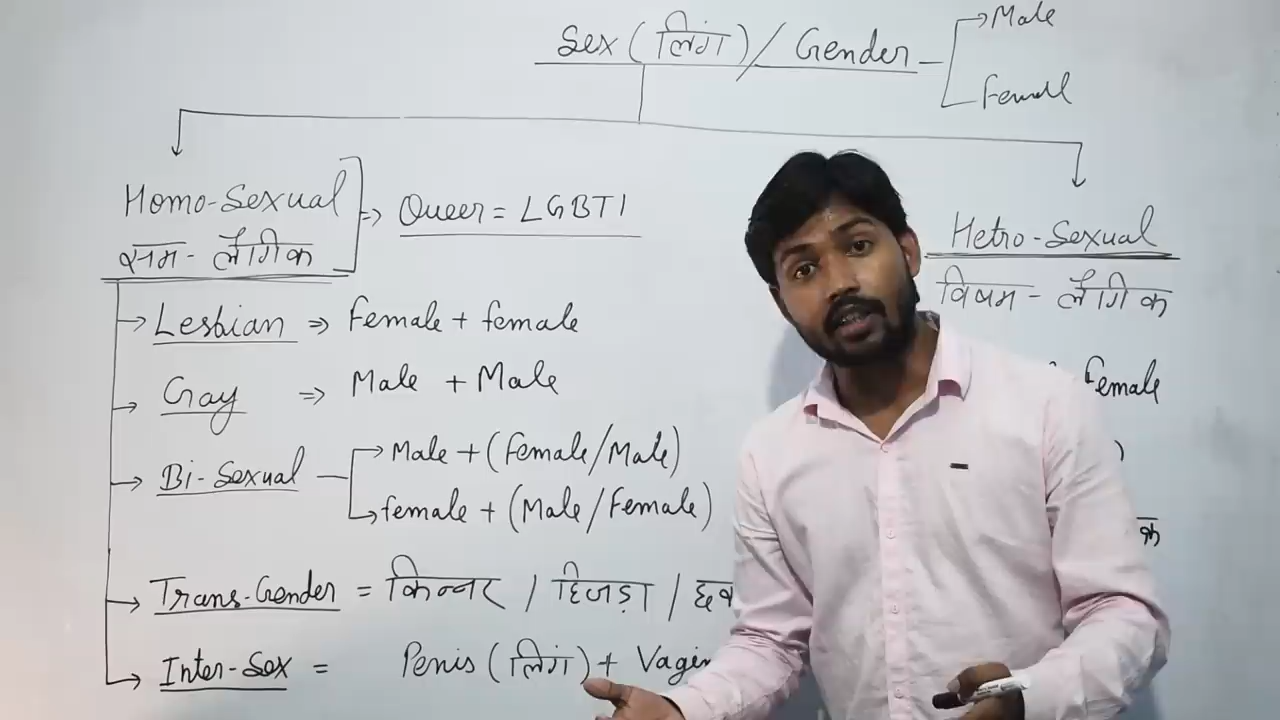 Sex (लिंग) / Gender
Male
Femall
Homo-Sexual
सम-लैंगिक
=> Queer = LGBTI
Hetro-Sexual
विषम-लैंगिक
Lesbian => Female + female
Gay => Male + Male
Female
Bi-Sexual
Male + (Female/Male)
female + (Male/Female)
)
क
Trans-Gender = किन्नर / हिजड़ा /
Inter-Sex = Penis (लिंग) +